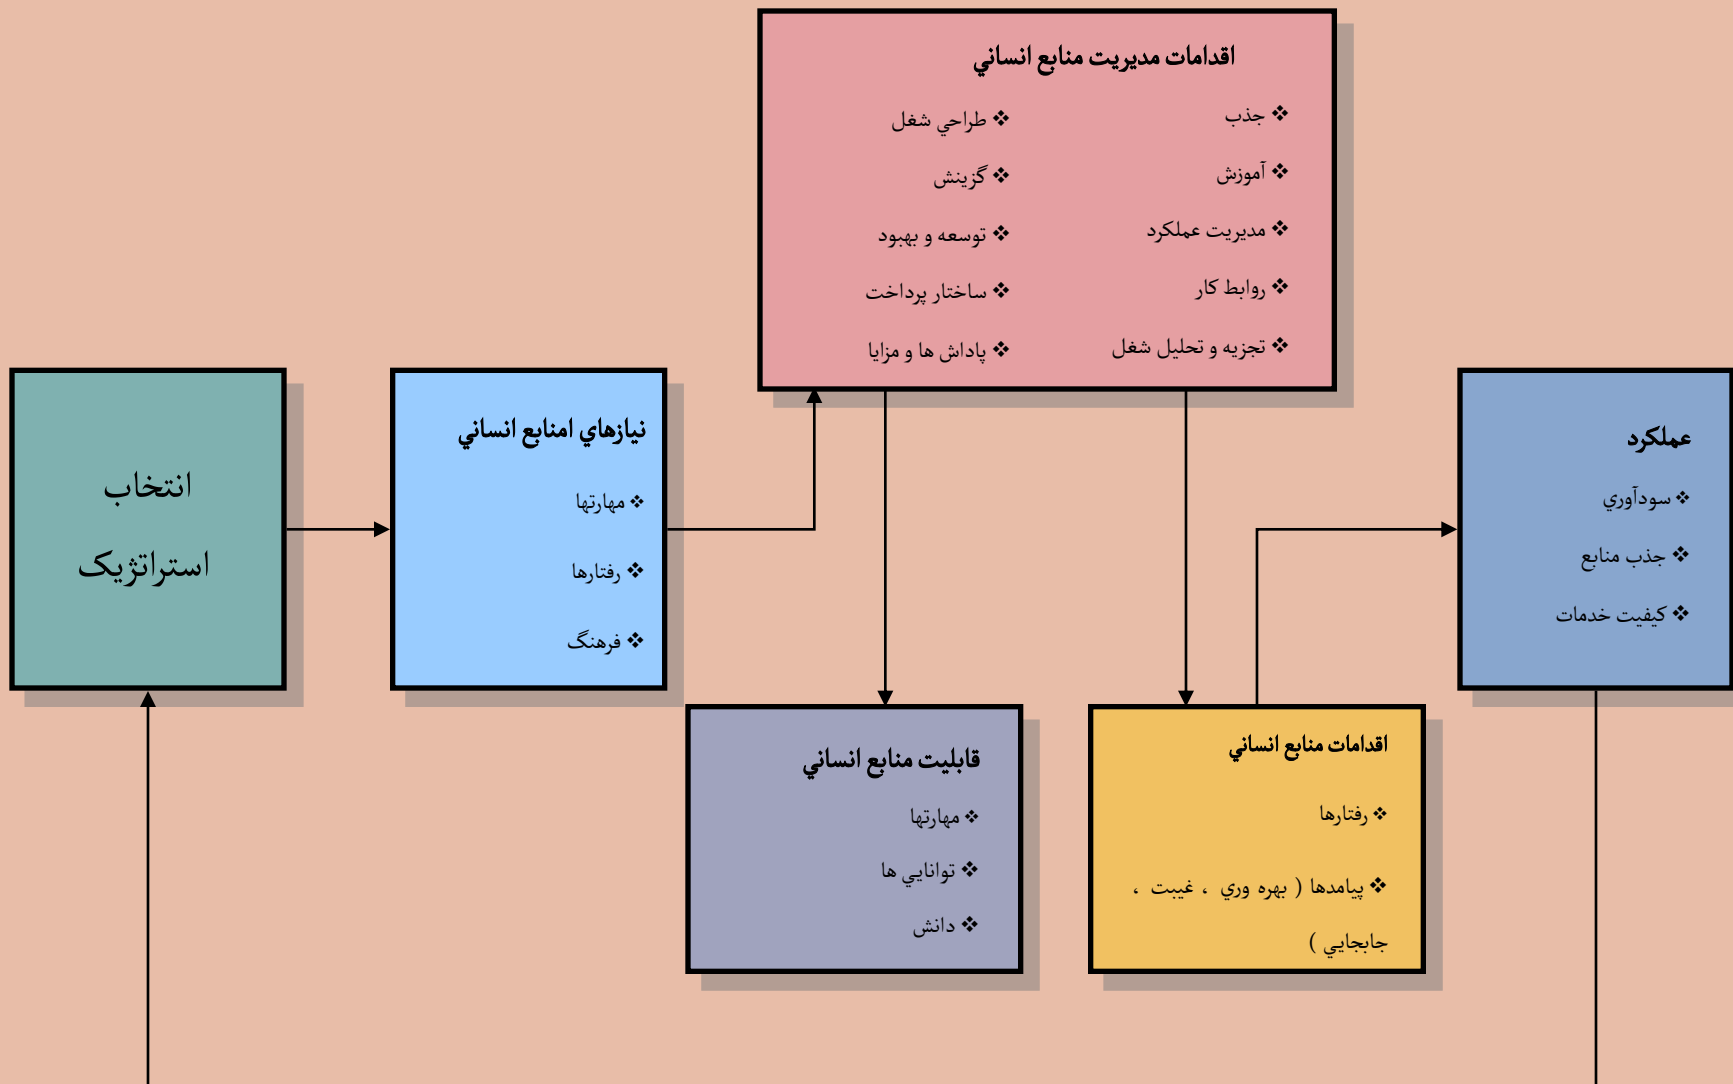 اقدامات مديريت منابع انساني
❖ جذب
❖ آموزش
❖ مديريت عملكرد
❖ روابط كار
❖ تجزيه و تحليل شغل
❖ طراحي شغل
❖ گزينش
❖ توسعه و بهبود
❖ ساختار پرداخت
❖ پاداش ها و مزايا
انتخاب
استراتژيک
نيازهاي امنابع انساني
❖ مهارتها
❖ رفتارها
❖ فرهنگ
عملكرد
❖ سودآوري
❖ جذب منابع
❖ كيفيت خدمات
قابليت منابع انساني
❖ مهارتها
❖ توانايي ها
❖ دانش
اقدامات منابع انساني
❖ رفتارها
❖ پيامدها ( بهره وري ، غيبت ،
جابجايي )